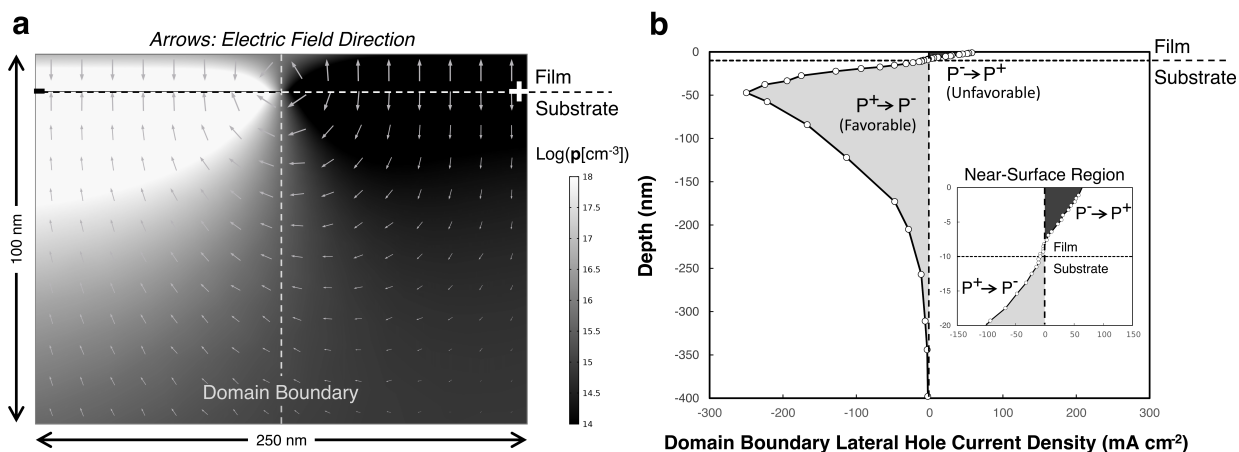 a
Arrows: Electric Field Direction
Film
Substrate
Log(p[cm-3])
18
17.5
17
16.5
16
15.5
15
14.5
14
100 nm
Domain Boundary
250 nm
b
0
-50
-100
-150
-200
-250
-300
-350
-400
Depth (nm)
Film
Substrate
P-→P+
(Unfavorable)
P+→P-
(Favorable)
Near-Surface Region
0
-5
-10
-15
-20
P-→P+
Film
Substrate
P+→P-
-150
-100
-50
0
50
100
150
-300
-200
-100
0
100
200
300
Domain Boundary Lateral Hole Current Density (mA cm-2)